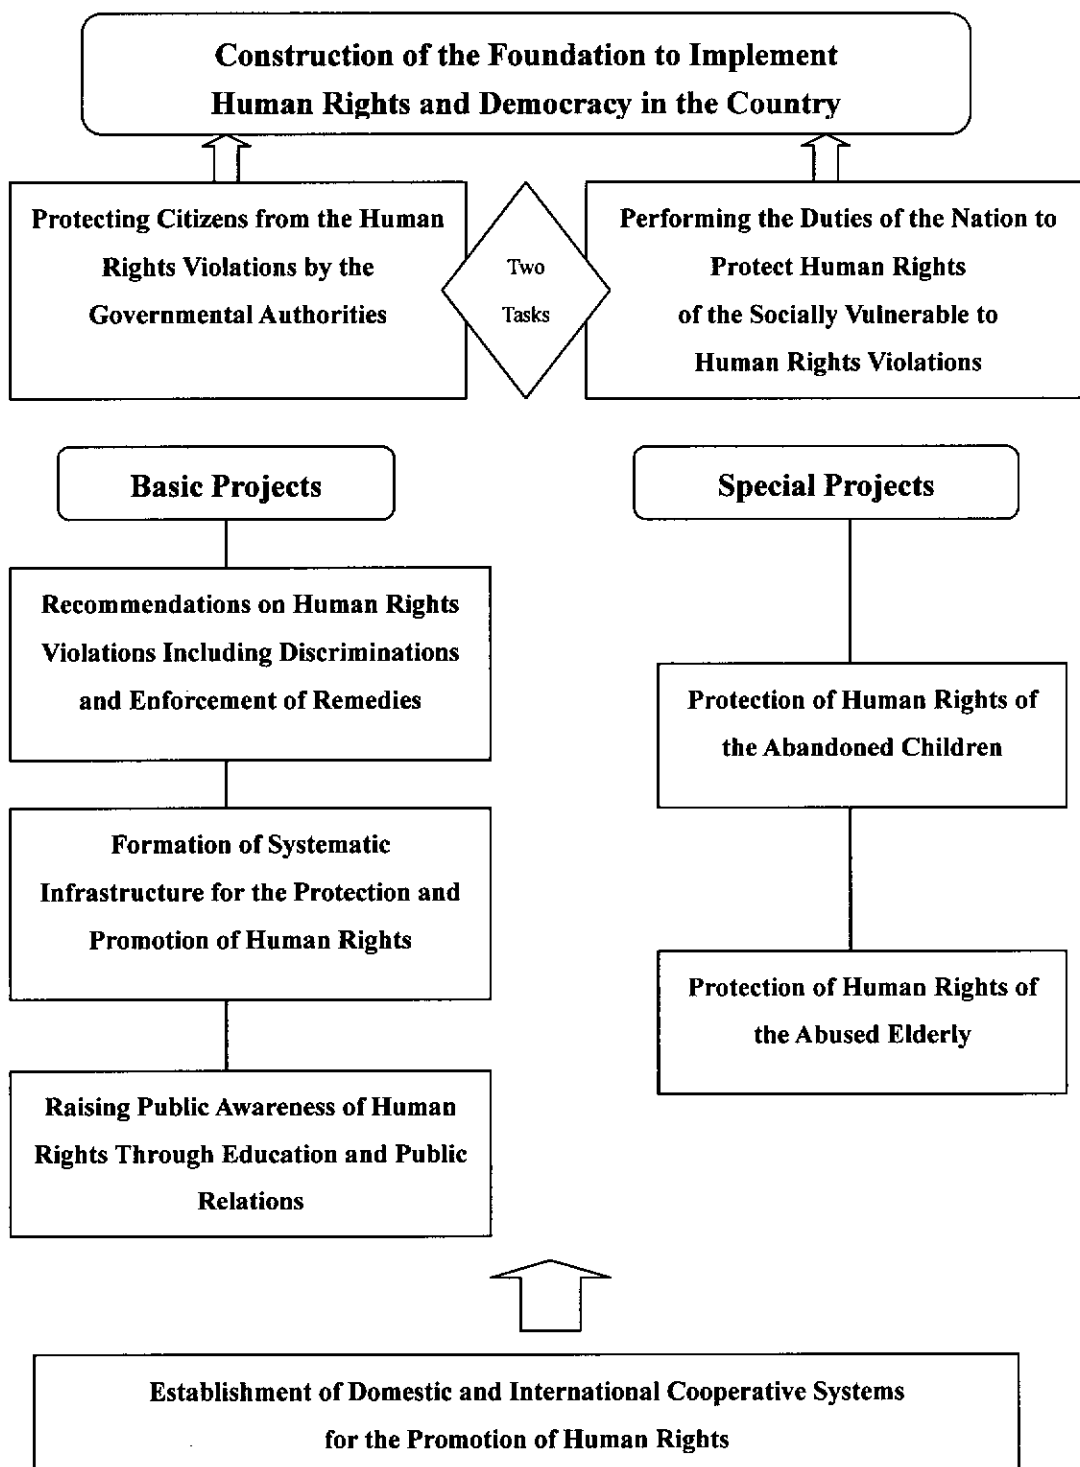 Construction of the Foundation to Implement
Human Rights and Democracy in the Country
Protecting Citizens from the Human
Rights Violations by the
Governmental Authorities
Two
Tasks
Performing the Duties of the Nation to
Protect Human Rights
of the Socially Vulnerable to
Human Rights Violations
Basic Projects
Recommendations on Human Rights
Violations Including Discriminations
and Enforcement of Remedies
Formation of Systematic
Infrastructure for the Protection and
Promotion of Human Rights
Raising Public Awareness of Human
Rights Through Education and Public
Relations
Special Projects
Protection of Human Rights of
the Abandoned Children
Protection of Human Rights of
the Abused Elderly
Establishment of Domestic and International Cooperative Systems
for the Promotion of Human Rights